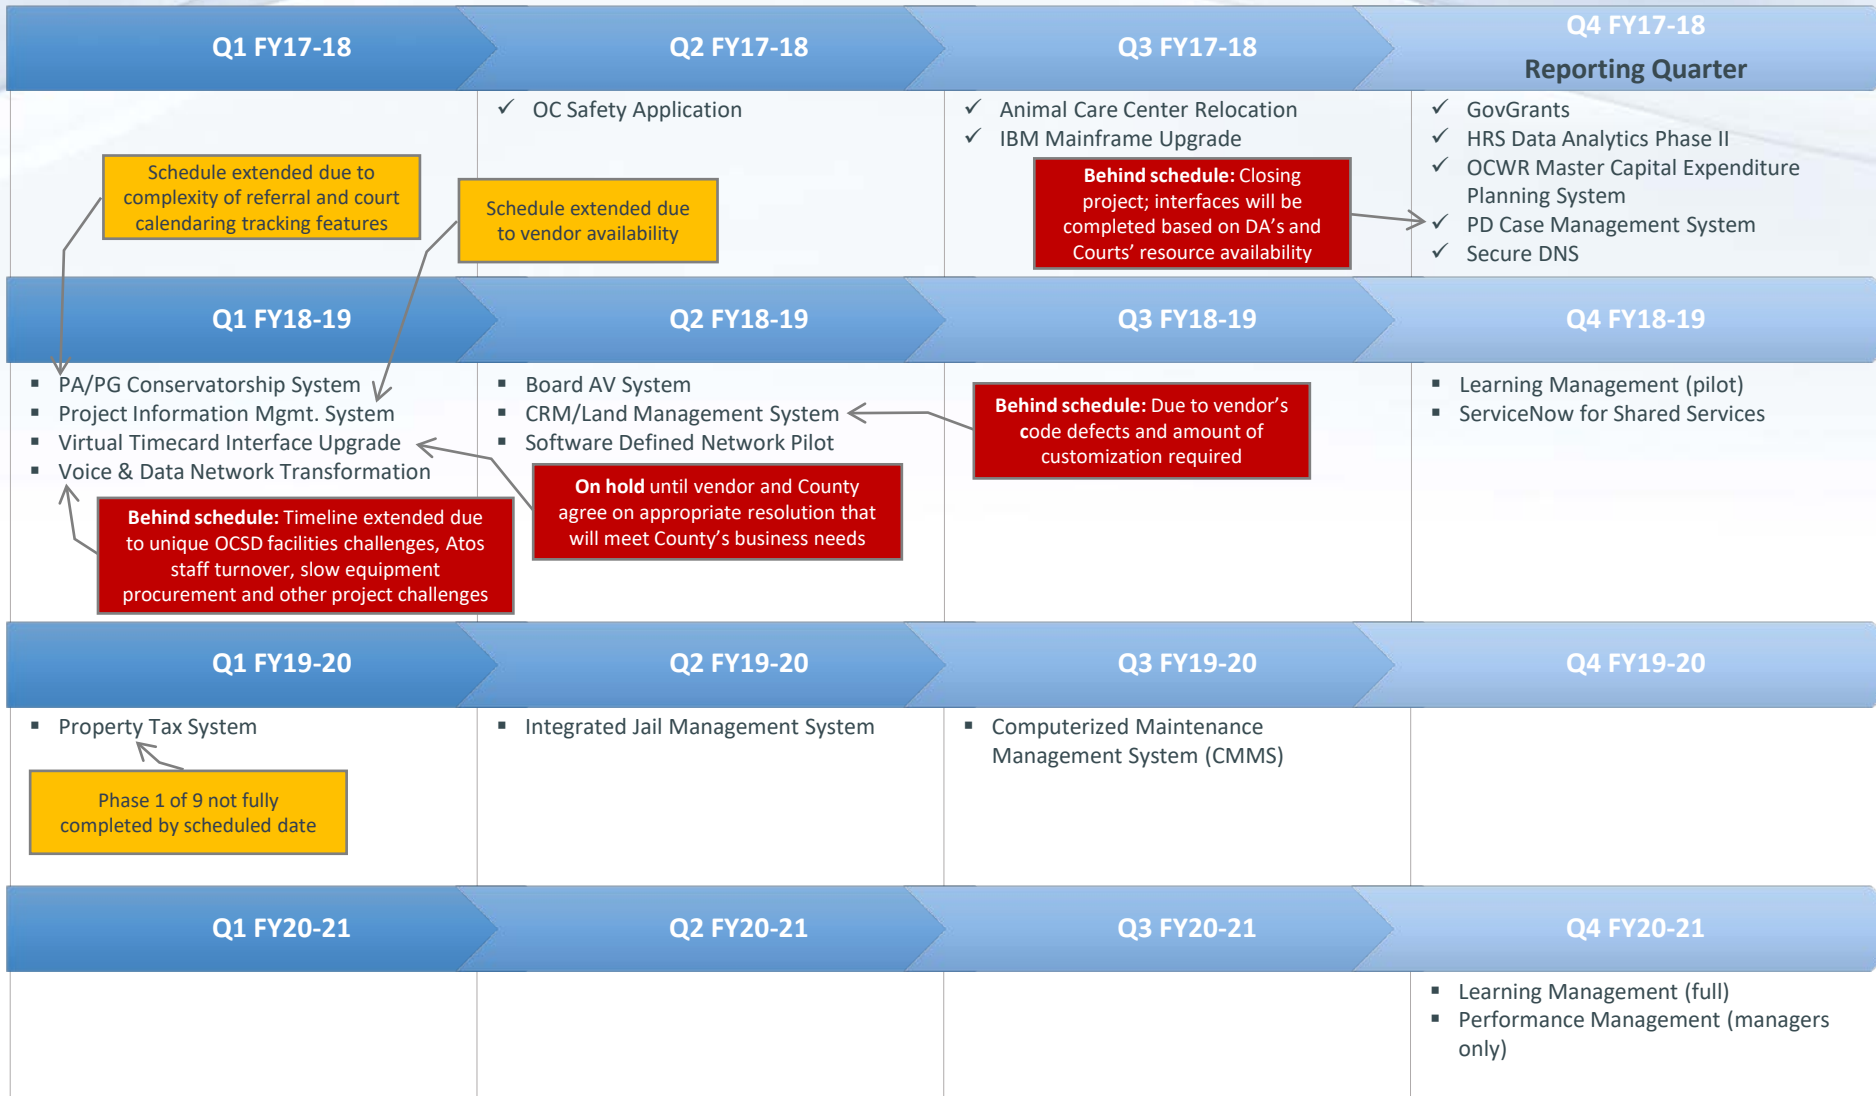 Q1 FY17-18
Q2 FY17-18
Q3 FY17-18
Q4 FY17-18
Reporting Quarter
✓ OC Safety Application
✓ Animal Care Center Relocation
✓ IBM Mainframe Upgrade
✓ GovGrants
✓ HRS Data Analytics Phase II
✓ OCWR Master Capital Expenditure
Planning System
✓ PD Case Management System
✓ Secure DNS
Schedule extended due to
complexity of referral and court
calendaring tracking features
Schedule extended due
to vendor availability
Behind schedule: Closing
project; interfaces will be
completed based on DA's and
Courts' resource availability
Q1 FY18-19
Q2 FY18-19
Q3 FY18-19
Q4 FY18-19
▪ PA/PG Conservatorship System
▪ Project Information Mgmt. System
▪ Virtual Timecard Interface Upgrade
▪ Voice & Data Network Transformation
Behind schedule: Timeline extended due
to unique OCSD facilities challenges, Atos
staff turnover, slow equipment
procurement and other project challenges
▪ Board AV System
▪ CRM/Land Management System
▪ Software Defined Network Pilot
On hold until vendor and County
agree on appropriate resolution that
will meet County's business needs
Behind schedule: Due to vendor's
code defects and amount of
customization required
▪ Learning Management (pilot)
▪ ServiceNow for Shared Services
Q1 FY19-20
Q2 FY19-20
Q3 FY19-20
Q4 FY19-20
▪ Property Tax System
Phase 1 of 9 not fully
completed by scheduled date
▪ Integrated Jail Management System
▪ Computerized Maintenance
Management System (CMMS)
Q1 FY20-21
Q2 FY20-21
Q3 FY20-21
Q4 FY20-21
▪ Learning Management (full)
▪ Performance Management (managers
only)